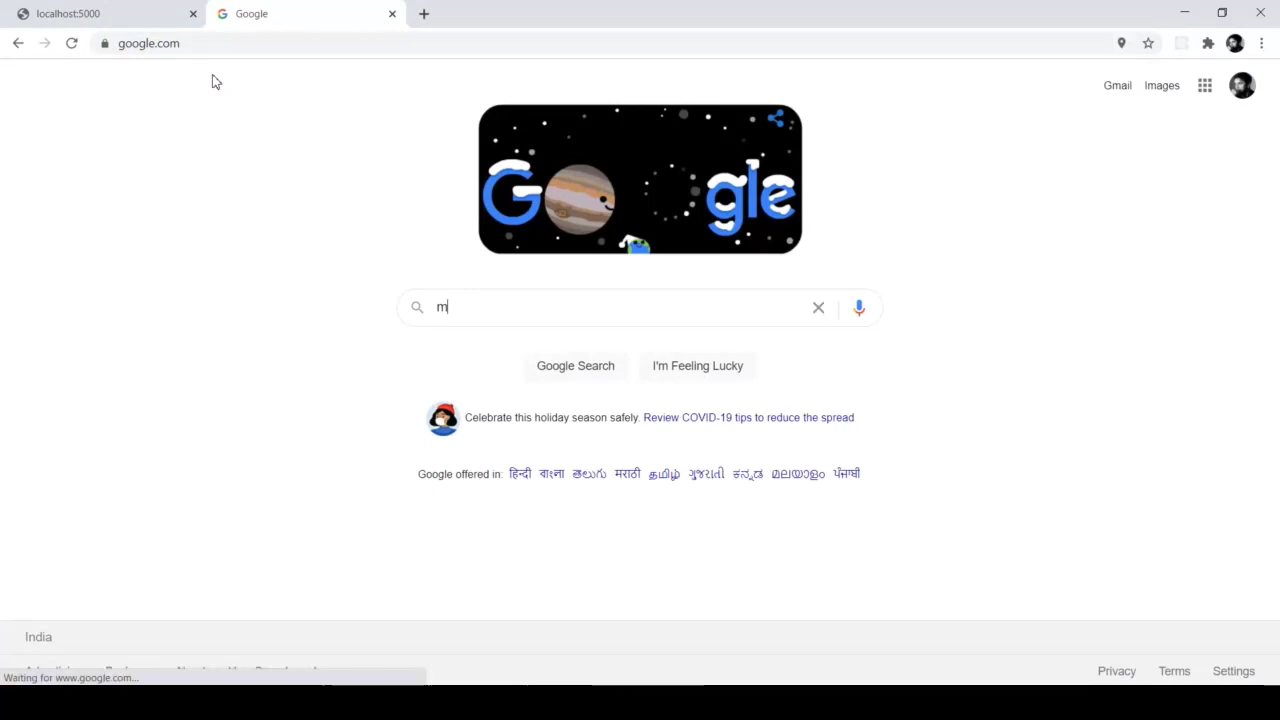 localhost:5000
Google
google.com
Gmail Images
Google
m
Google Search I'm Feeling Lucky
Celebrate this holiday season safely. Review COVID-19 tips to reduce the spread
Google offered in: हिन्दी বাংলা తెలుగు मराठी தமிழ் ગુજરાતી ಕನ್ನಡ മലയാളം ਪੰਜਾਬੀ
India
Privacy Terms Settings
Waiting for www.google.com...